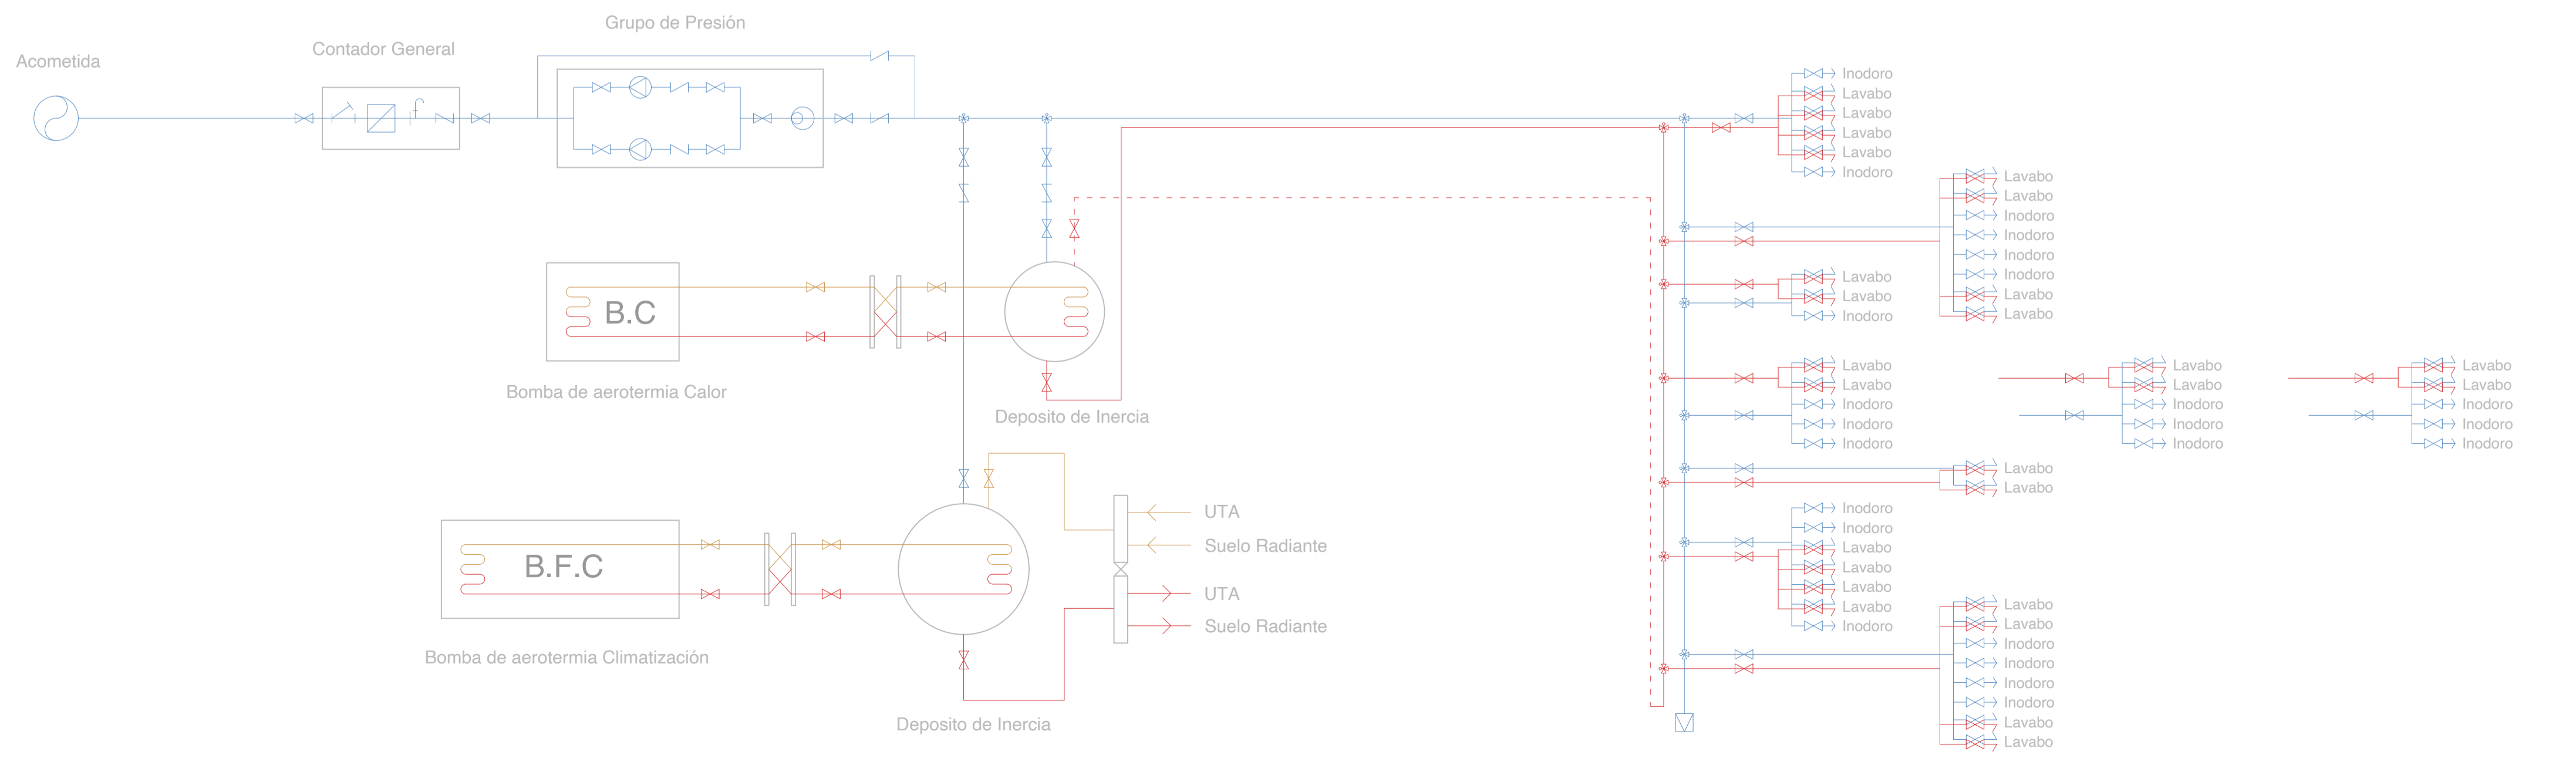 Grupo de Presión
Contador General
Acometida
B.C
Bomba de aerotermia Calor
Deposito de Inercia
B.F.C
Bomba de aerotermia Climatización
Deposito de Inercia
UTA
Suelo Radiante
UTA
Suelo Radiante
Inodoro
Lavabo
Lavabo
Lavabo
Lavabo
Inodoro
Lavabo
Lavabo
Inodoro
Inodoro
Inodoro
Inodoro
Lavabo
Lavabo
Lavabo
Lavabo
Inodoro
Lavabo
Lavabo
Inodoro
Inodoro
Inodoro
Lavabo
Lavabo
Inodoro
Inodoro
Inodoro
Lavabo
Lavabo
Inodoro
Inodoro
Inodoro
Lavabo
Lavabo
Inodoro
Inodoro
Lavabo
Lavabo
Lavabo
Lavabo
Inodoro
Lavabo
Lavabo
Inodoro
Inodoro
Inodoro
Inodoro
Lavabo
Lavabo